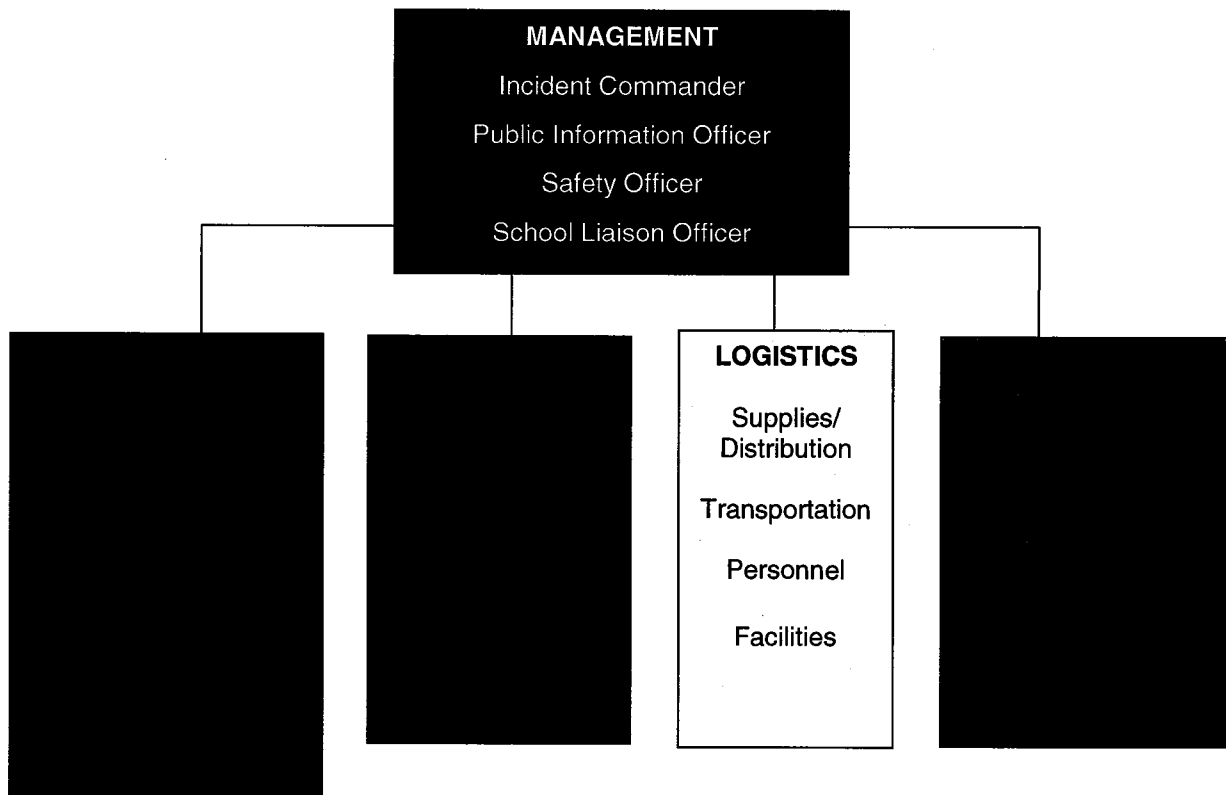 MANAGEMENT
Incident Commander
Public Information Officer
Safety Officer
School Liaison Officer
LOGISTICS
Supplies/
Distribution
Transportation
Personnel
Facilities